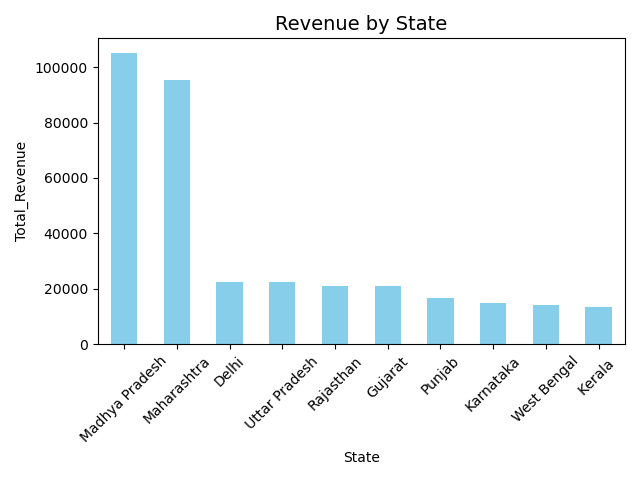 Revenue by State
Total_Revenue
100000
80000
60000
40000
20000
0
Madhya Pradesh
Maharashtra
Delhi
Uttar Pradesh
Rajasthan
Gujarat
Punjab
Karnataka
West Bengal
Kerala
State